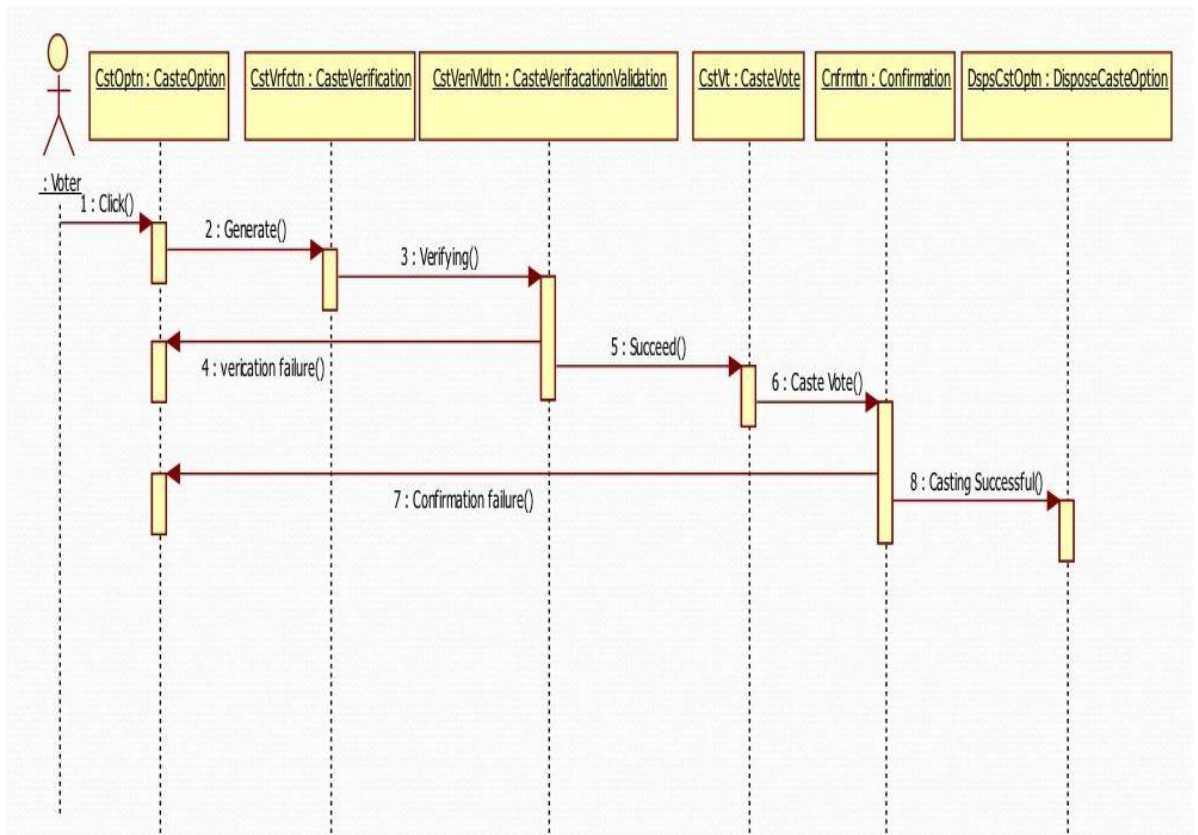 CstOptn : CasteOption
CstVrfctn : CasteVerification
CstVeriVldtn : CasteVerifacationValidation
CstVt : CasteVote
Cnfrmtn : Confirmation
DspsCstOptn : DisposeCasteOption
: Voter
1 : Click()
2 : Generate()
3 : Verifying()
4 : verication failure()
5 : Succeed()
6 : Caste Vote()
7 : Confirmation failure()
8 : Casting Successful()